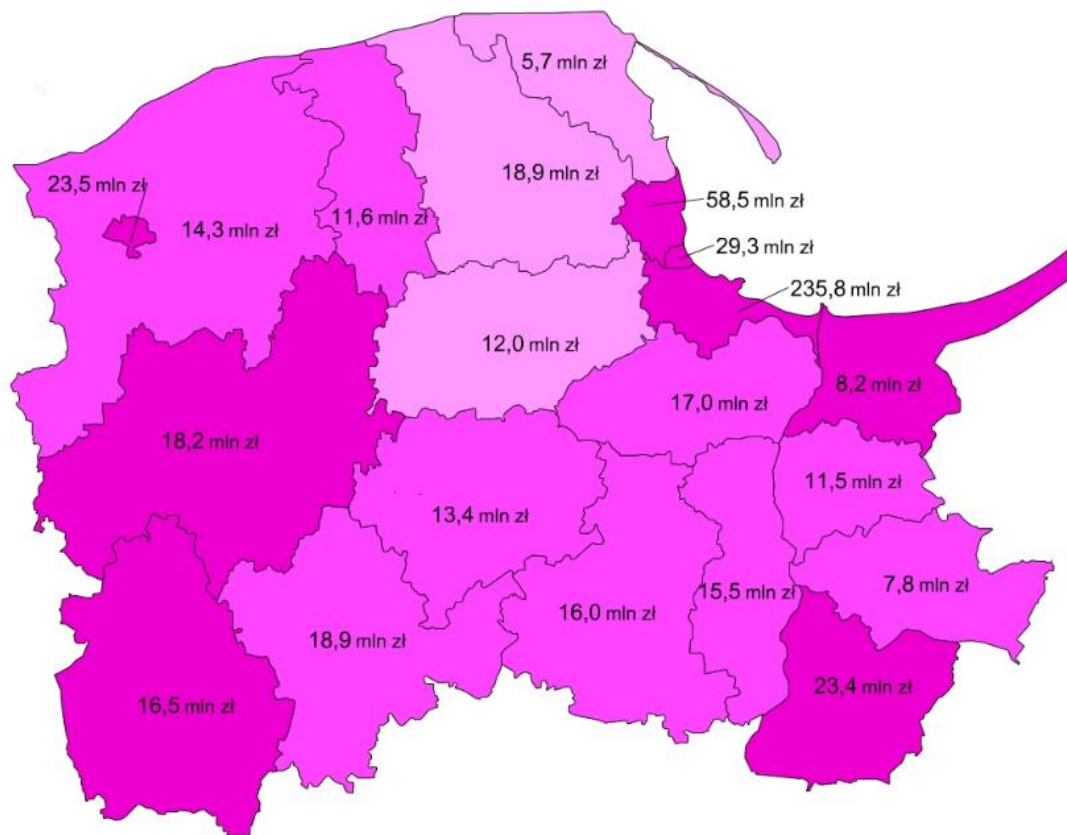 5,7 mln zł
18,9 mln zł
23,5 mln zł
58,5 mln zł
11,6 mln zł
14,3 mln zł
29,3 mln zł
235,8 mln zł
12,0 mln zł
8,2 mln zł
17,0 mln zł
18,2 mln zł
11,5 mln zł
13,4 mln zł
7,8 mln zł
15,5 mln zł
16,0 mln zł
18,9 mln zł
23,4 mln zł
16,5 mln zł